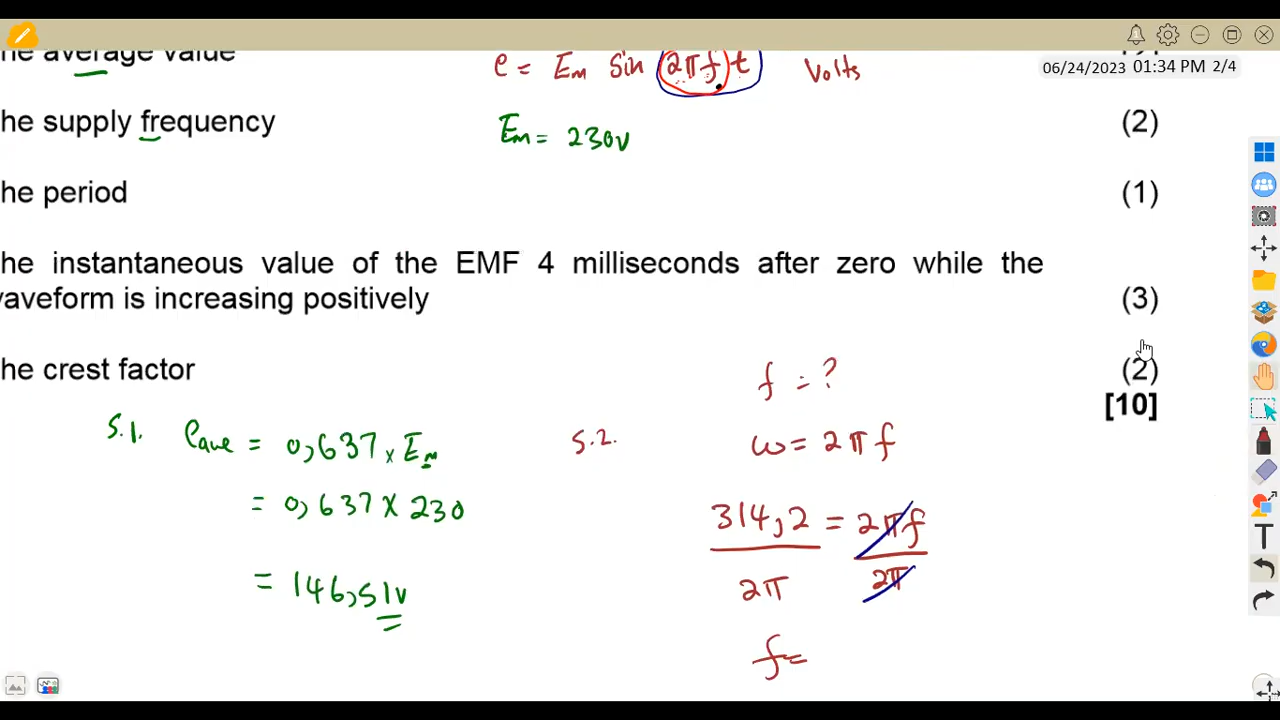 he average value
e = Em Sin (2πf) t Volts
06/24/2023 01:34 PM 2/4
he supply frequency (2)
Em = 230v
he period (1)
he instantaneous value of the EMF 4 milliseconds after zero while the
waveform is increasing positively (3)
he crest factor (2)
f = ?
[10]
5.1. eave = 0,637 × Em
5.2. ω = 2πf
= 0,637 × 230
314,2 = 2πf
2π 2π
= 146,51v
f =